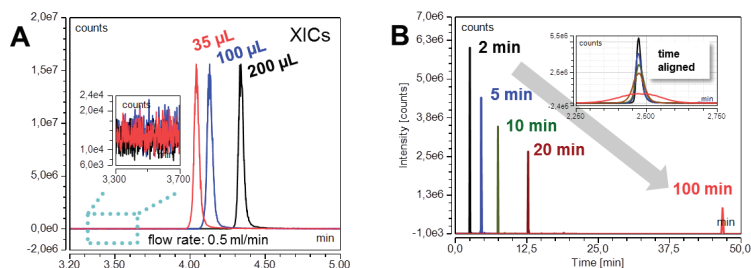 A
counts
XICs
35 µL
100 µL
200 µL
2,0e7
1,5e7
1,0e7
5,0e6
0,0e0
-2,0e6
2,4e4
counts
1,0e4
6,0e3
3,300
3,700
flow rate: 0.5 ml/min
min
3.20
3.50
4.00
4.50
5.00
B
7,0e6
counts
6,3e6
5,0e6
3,8e6
2,5e6
1,3e6
-1,0e3
Intensity [counts]
2 min
5 min
10 min
20 min
100 min
min
5,5e6
counts
2,5e6
-2,4e6
time
aligned
min
2.250
2.600
2.750
0,0
12,5
25,0
37,5
50,0
Time [min]